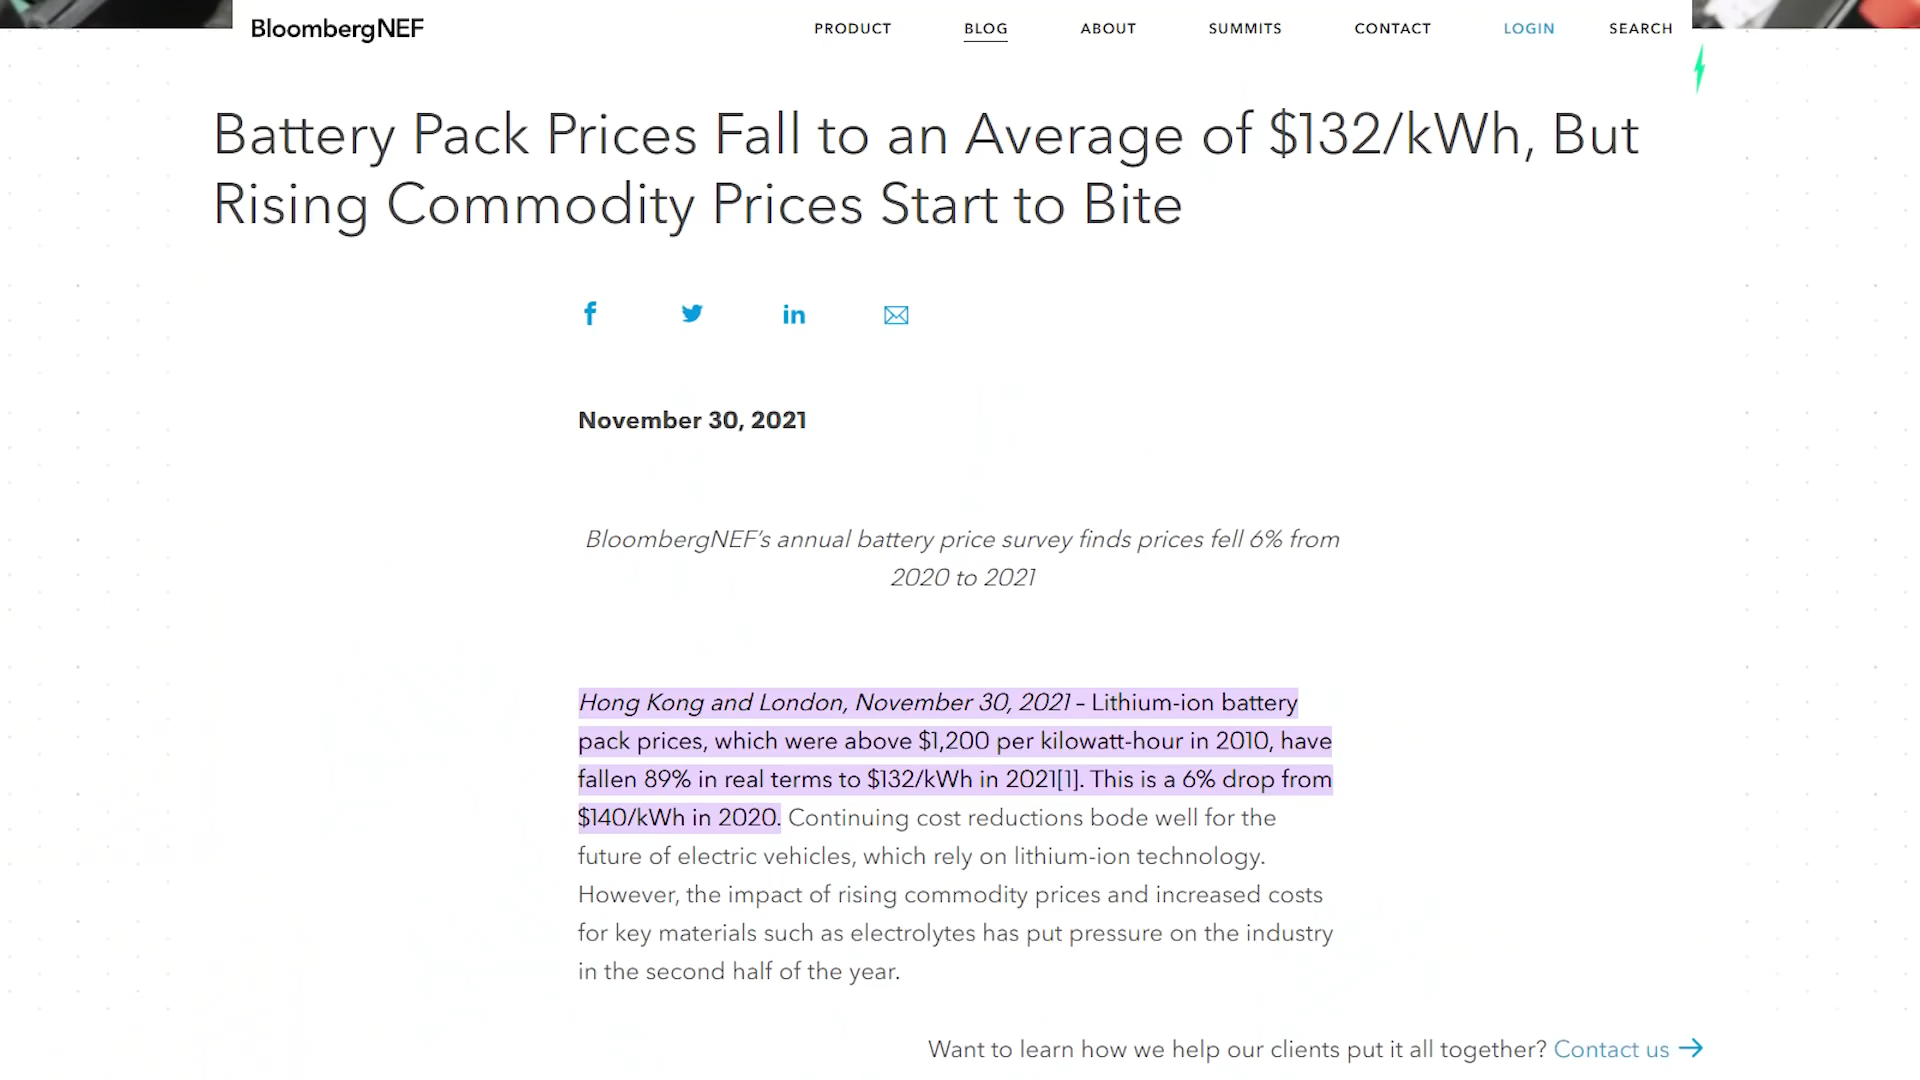 BloombergNEF
PRODUCT BLOG ABOUT SUMMITS CONTACT LOGIN SEARCH
Battery Pack Prices Fall to an Average of $132/kWh, But
Rising Commodity Prices Start to Bite
November 30, 2021
BloombergNEF's annual battery price survey finds prices fell 6% from
2020 to 2021
Hong Kong and London, November 30, 2021 – Lithium-ion battery
pack prices, which were above $1,200 per kilowatt-hour in 2010, have
fallen 89% in real terms to $132/kWh in 2021[1]. This is a 6% drop from
$140/kWh in 2020. Continuing cost reductions bode well for the
future of electric vehicles, which rely on lithium-ion technology.
However, the impact of rising commodity prices and increased costs
for key materials such as electrolytes has put pressure on the industry
in the second half of the year.
Want to learn how we help our clients put it all together? Contact us →